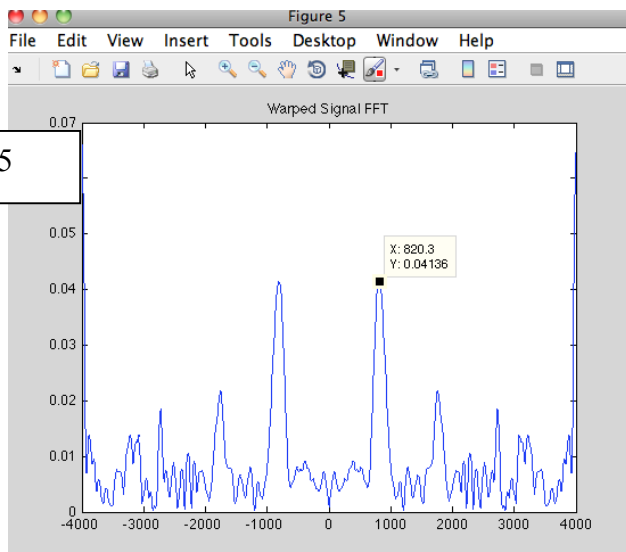 Figure 5
File Edit View Insert Tools Desktop Window Help
Warped Signal FFT
0.07
5
0.05
X: 820.3
Y: 0.04136
0.04
0.03
0.02
0.01
0
-4000 -3000 -2000 -1000 0 1000 2000 3000 4000